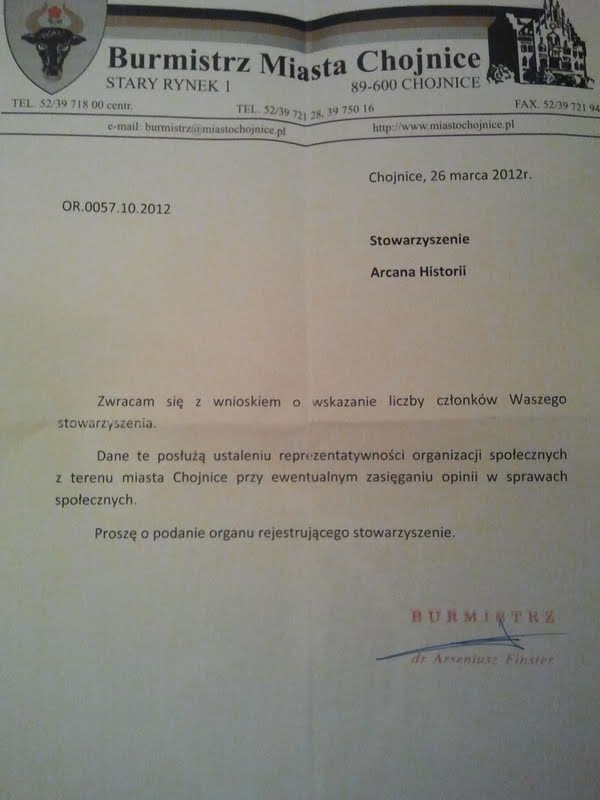 Burmistrz Miasta Chojnice
STARY RYNEK 1 89-600 CHOJNICE
TEL. 52/39 718 00 centr. TEL. 52/39 721 28, 39 750 16 FAX. 52/39 721 94
e-mail: burmistrz@miastochojnice.pl http://www.miastochojnice.pl
Chojnice, 26 marca 2012r.
OR.0057.10.2012
Stowarzyszenie
Arcana Historii
Zwracam się z wnioskiem o wskazanie liczby członków Waszego
stowarzyszenia.
Dane te posłużą ustaleniu reprezentatywności organizacji społecznych
z terenu miasta Chojnice przy ewentualnym zasięganiu opinii w sprawach
społecznych.
Proszę o podanie organu rejestrującego stowarzyszenie.
BURMISTRZ
dr Arseniusz Finster